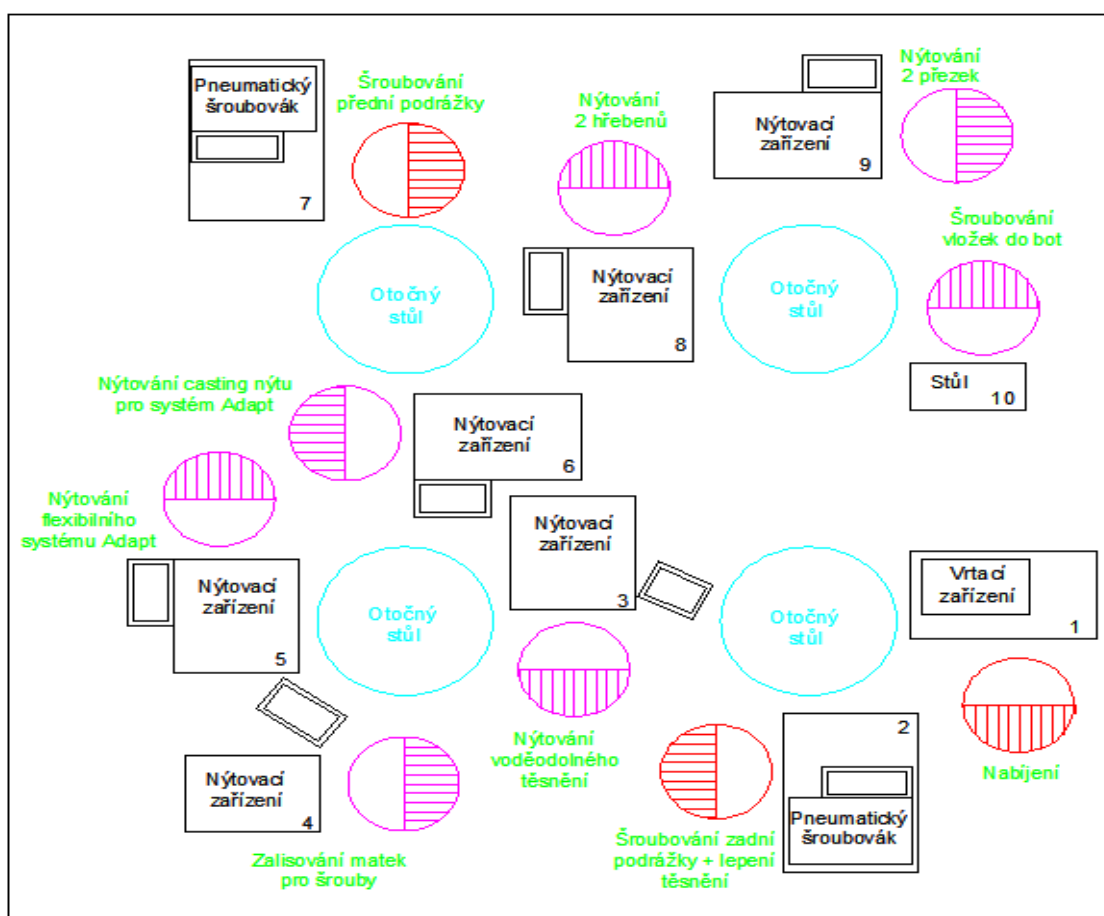 Pneumatický
šroubovák
7
Šroubování
přední podrážky
Nýtování
2 hřebenů
Nýtovací
zařízení
9
Nýtování
2 přezek
Šroubování
vložek do bot
Otočný
stůl
Nýtovací
zařízení
8
Otočný
stůl
Stůl
10
Nýtování casting nýtu
pro systém Adapt
Nýtovací
zařízení
6
Nýtování
flexibilního
systému Adapt
Nýtovací
zařízení
3
Nýtovací
zařízení
5
Otočný
stůl
Otočný
stůl
Vrtací
zařízení
1
Nýtovací
zařízení
4
Zalisování matek
pro šrouby
Nýtování
voděodolného
těsnění
Šroubování zadní
podrážky + lepení
těsnění
2
Pneumatický
šroubovák
Nabíjení